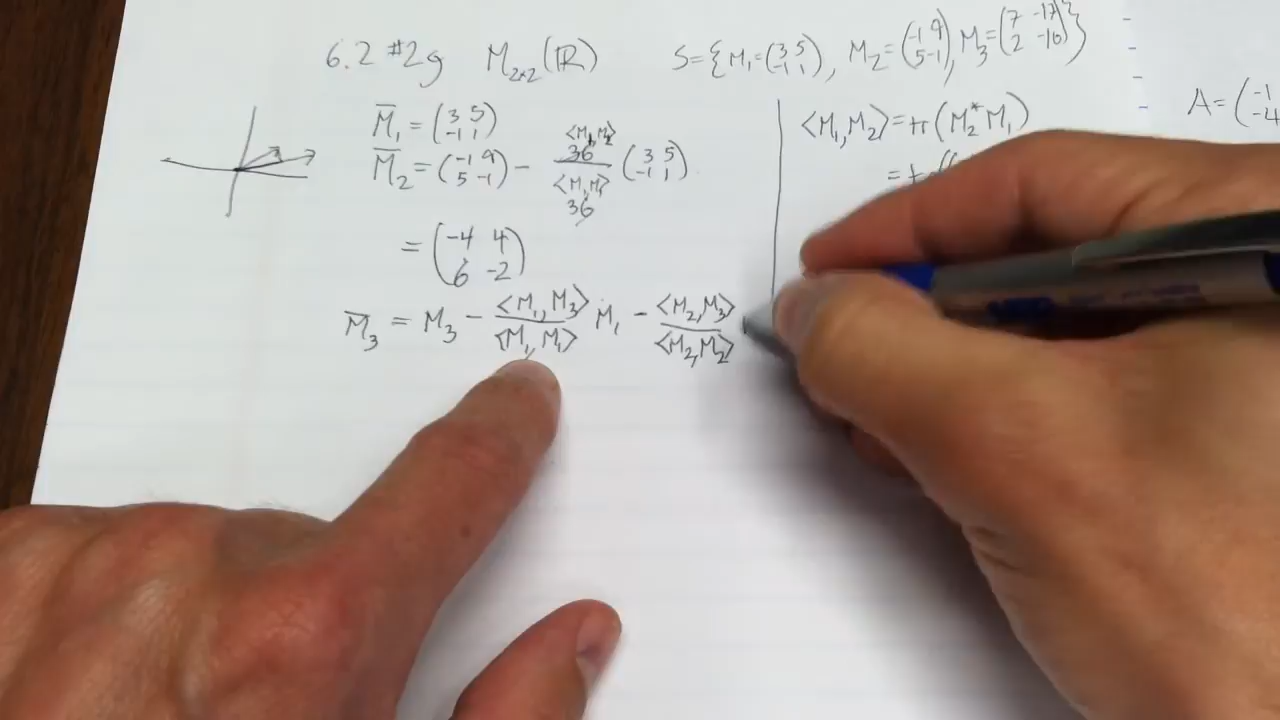 6.2 #2g M₂ₓ₂(ℝ) S={M₁=(3 5; -1 1), M₂=(-1 9; 5 -1), M₃=(7 -17; 2 -10)}
M̄₁ = (3 5; -1 1)
M̄₂ = (-1 9; 5 -1) - <M₁,M₂> 36 / <M₁,M₁> 36 (3 5; -1 1)
= (-4 4; 6 -2)
M̄₃ = M₃ - <M₁,M₃>/<M₁,M₁> M₁ - <M₂,M₃>/<M₂,M₂>
<M₁,M₂> = tr(M₂*M₁)
= tr((
A = (-1
-4